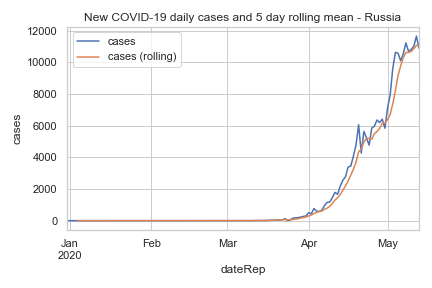 New COVID-19 daily cases and 5 day rolling mean - Russia
cases
cases (rolling)
12000
10000
8000
6000
4000
2000
0
cases
Jan
2020
Feb
Mar
Apr
May
dateRep